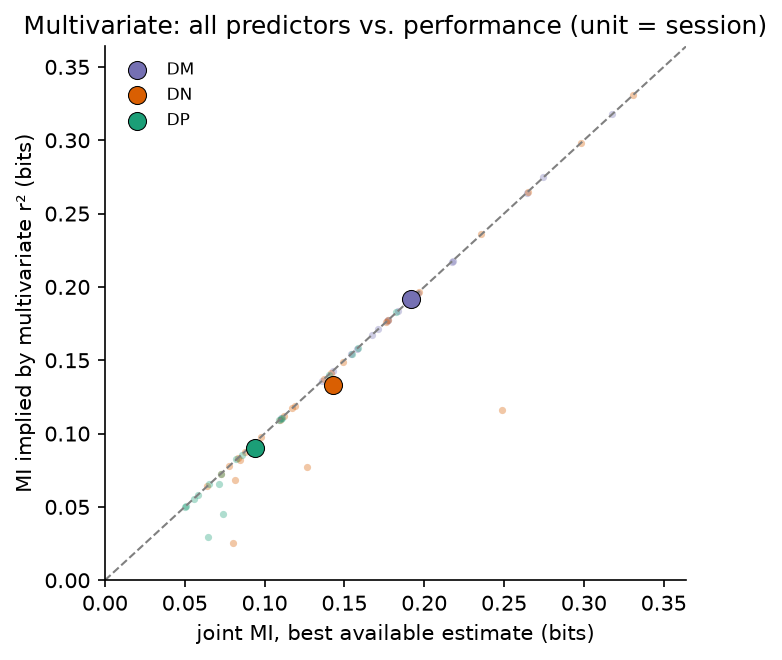 Multivariate: all predictors vs. performance (unit = session)
DM
DN
DP
MI implied by multivariate r² (bits)
0.35
0.30
0.25
0.20
0.15
0.10
0.05
0.00
0.00 0.05 0.10 0.15 0.20 0.25 0.30 0.35
joint MI, best available estimate (bits)